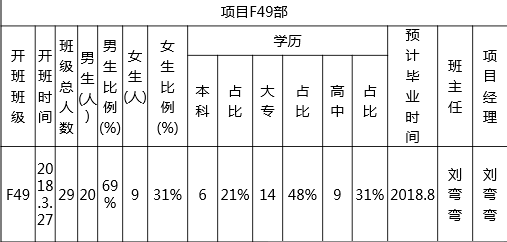 项目F49部
开班班级 开班时间 班级总人数 男生(人) 男生比例(%) 女生(人) 女生比例(%) 学历 预计毕业时间 班主任 项目经理
本科 占比 大专 占比 高中 占比
F49 2018.3.27 29 20 69% 9 31% 6 21% 14 48% 9 31% 2018.8 刘弯弯 刘弯弯